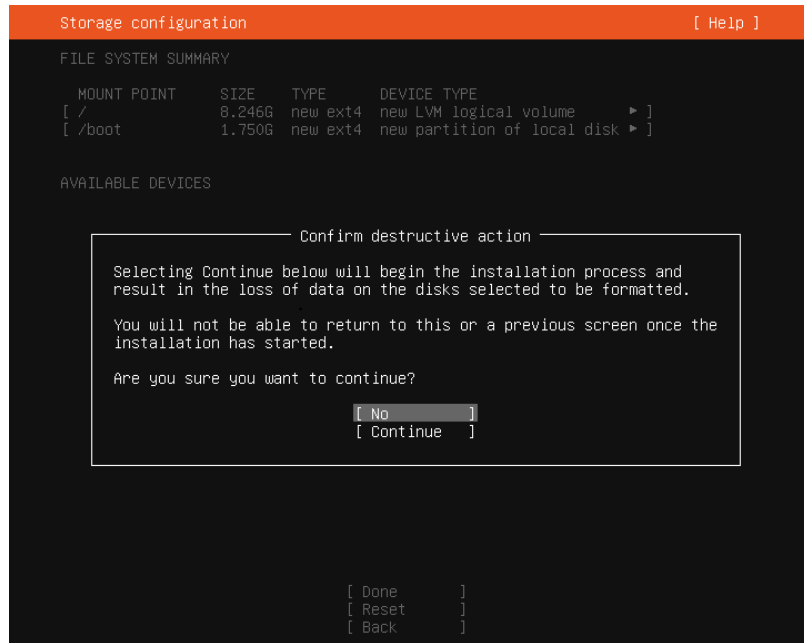 Storage configuration [ Help ]
FILE SYSTEM SUMMARY
MOUNT POINT SIZE TYPE DEVICE TYPE
[ / 8.246G new ext4 new LVM logical volume ▸ ]
[ /boot 1.750G new ext4 new partition of local disk ▸ ]
AVAILABLE DEVICES
Confirm destructive action
Selecting Continue below will begin the installation process and
result in the loss of data on the disks selected to be formatted.
You will not be able to return to this or a previous screen once the
installation has started.
Are you sure you want to continue?
[ No ]
[ Continue ]
[ Done ]
[ Reset ]
[ Back ]